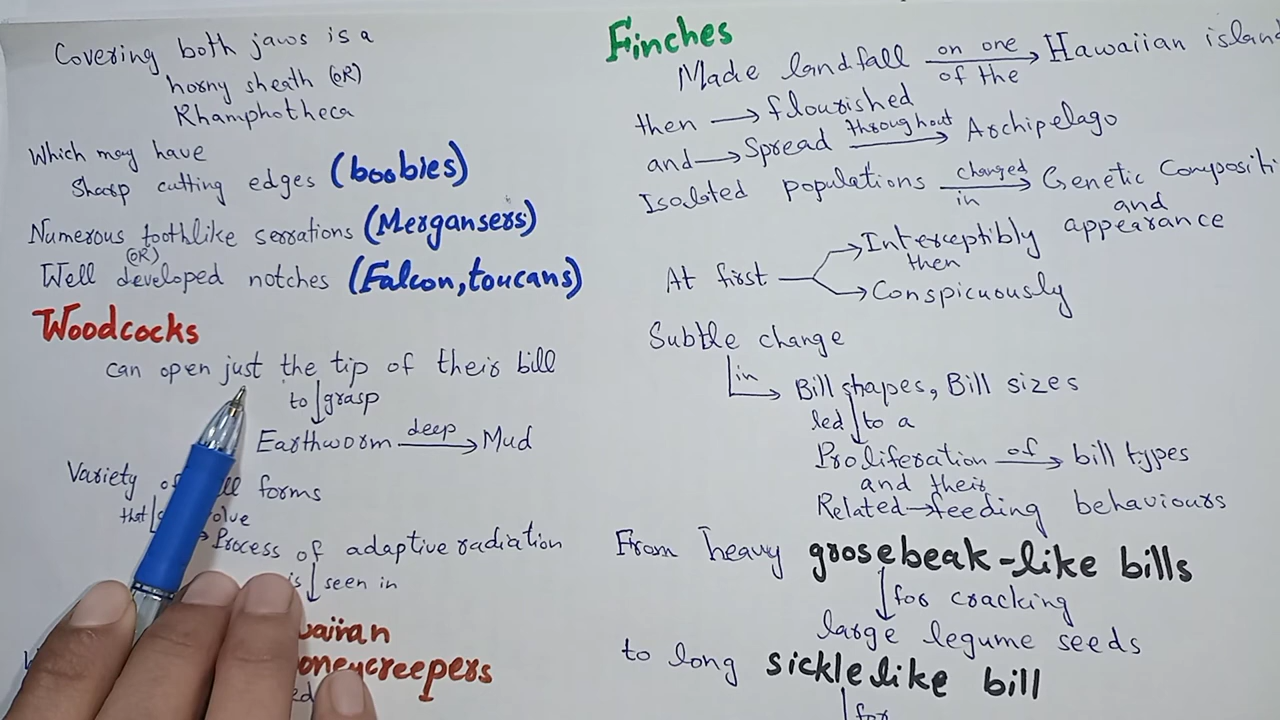 Covering both jaws is a
horny sheath (OR)
Rhamphotheca
Which may have
Sharp cutting edges (boobies)
Numerous toothlike serrations (Mergansers)
(OR)
Well developed notches (Falcon, toucans)
Woodcocks
can open just the tip of their bill
to grasp
Earthworm deep → Mud
Variety of forms
that
Process of adaptive radiation
is seen in
Finches
Made landfall on one of the → Hawaiian island
then → flourished
and → Spread throughout → Archipelago
Isolated populations changed in → Genetic Compositi
and
appearance
At first → Interceptibly
then
→ Conspicuously
Subtle change
in → Bill shapes, Bill sizes
led to a
Proliferation of → bill types
and their
Related → feeding behaviours
From heavy grosebeak-like bills
for cracking
large legume seeds
to long sicklelike bill
for